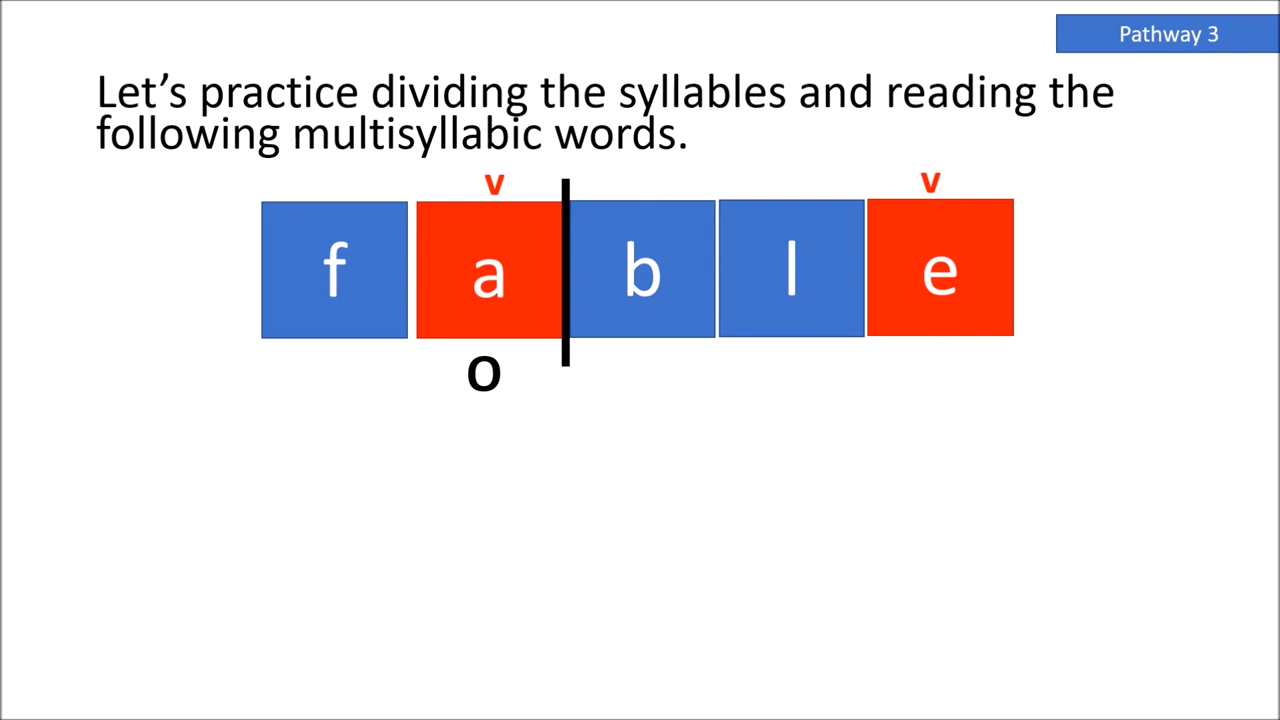 Pathway 3
Let's practice dividing the syllables and reading the
following multisyllabic words.
v v
f a b l e
O